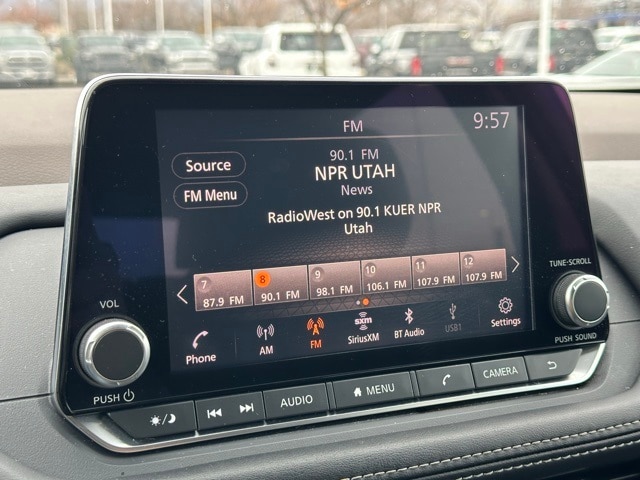 FM
9:57
Source
FM Menu
90.1 FM
NPR UTAH
News
RadioWest on 90.1 KUER NPR
Utah
7 8 9 10 11 12
87.9 FM 90.1 FM 98.1 FM 106.1 FM 107.9 FM 107.9 FM
Phone AM FM sxm SiriusXM BT Audio USB1 Settings
VOL
PUSH
TUNE-SCROLL
PUSH SOUND
AUDIO MENU CAMERA